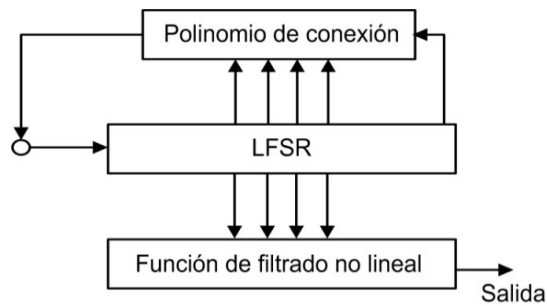 Polinomio de conexión
LFSR
Función de filtrado no lineal
Salida